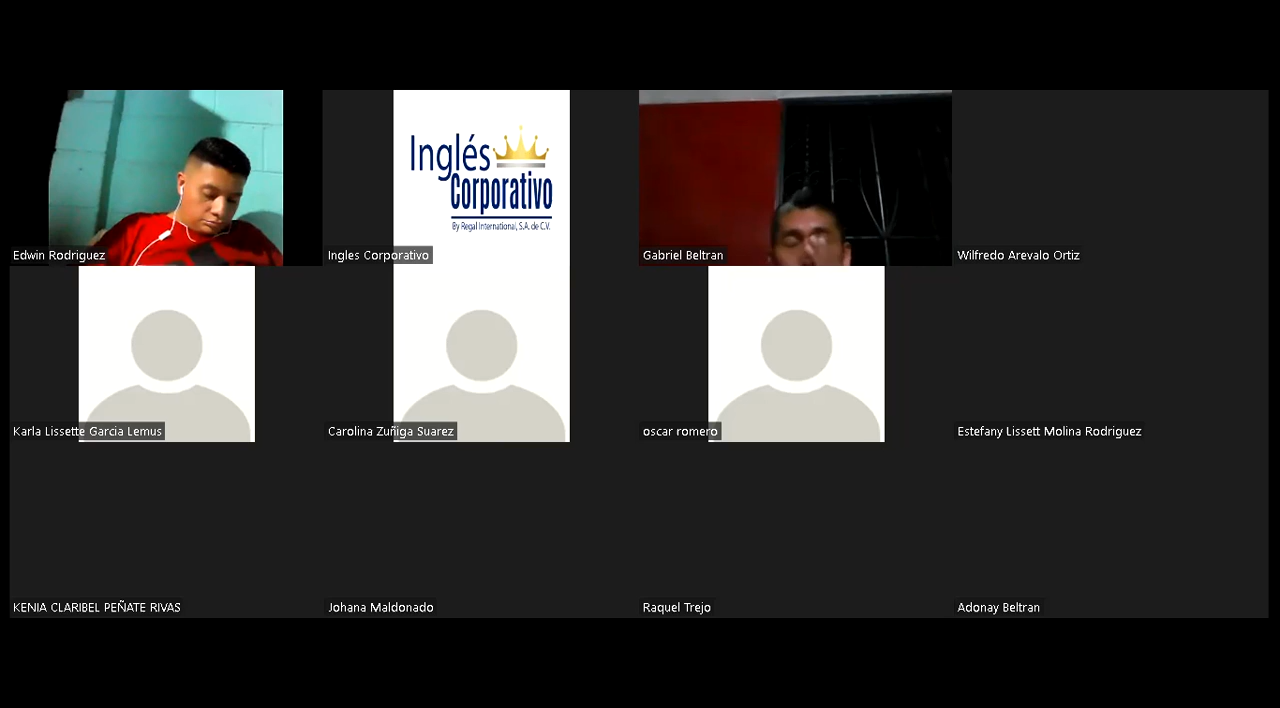 Inglés
Corporativo
By Regal International, S.A. de C.V.
Edwin Rodriguez
Ingles Corporativo
Gabriel Beltran
Wilfredo Arevalo Ortiz
Karla Lissette Garcia Lemus
Carolina Zuñiga Suarez
oscar romero
Estefany Lissett Molina Rodriguez
KENIA CLARIBEL PEÑATE RIVAS
Johana Maldonado
Raquel Trejo
Adonay Beltran